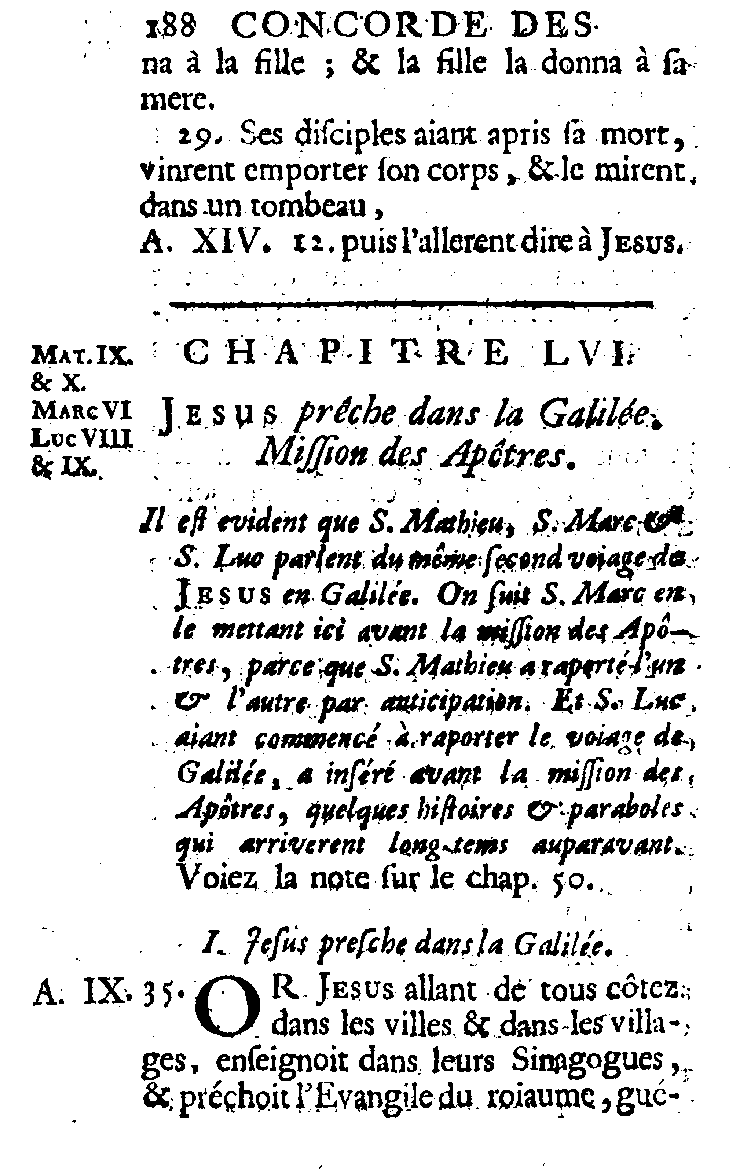 188 CONCORDE DES
na à la fille ; & la fille la donna à ſa
mere.
29. Ses diſciples aiant apris ſa mort,
vinrent emporter ſon corps, & le mirent
dans un tombeau,
A. XIV. 12. puis l'allerent dire à JESUS.
MAT. IX.
& X.
MARC VI
LUC VIII
& IX.
CHAPITRE LVI.
JESUS prêche dans la Galilée.
Miſſion des Apôtres.
Il eſt evident que S. Mathieu, S. Marc &
S. Luc parlent du même ſecond voiage de
JESUS en Galilée. On ſuit S. Marc en
le mettant ici avant la miſſion des Apô-
tres, parce que S. Mathieu a raporté l'un
& l'autre par anticipation. Et S. Luc
aiant commencé à raporter le voiage de
Galilée, a inſéré avant la miſſion des
Apôtres, quelques hiſtoires & paraboles
qui arriverent long-tems auparavant.
Voiez la note ſur le chap. 50.
I. Jeſus preſche dans la Galilée.
A. IX. 35. OR JESUS allant de tous côtez
dans les villes & dans les villa-
ges, enſeignoit dans leurs Sinagogues,
& préchoit l'Evangile du roiaume, gué-